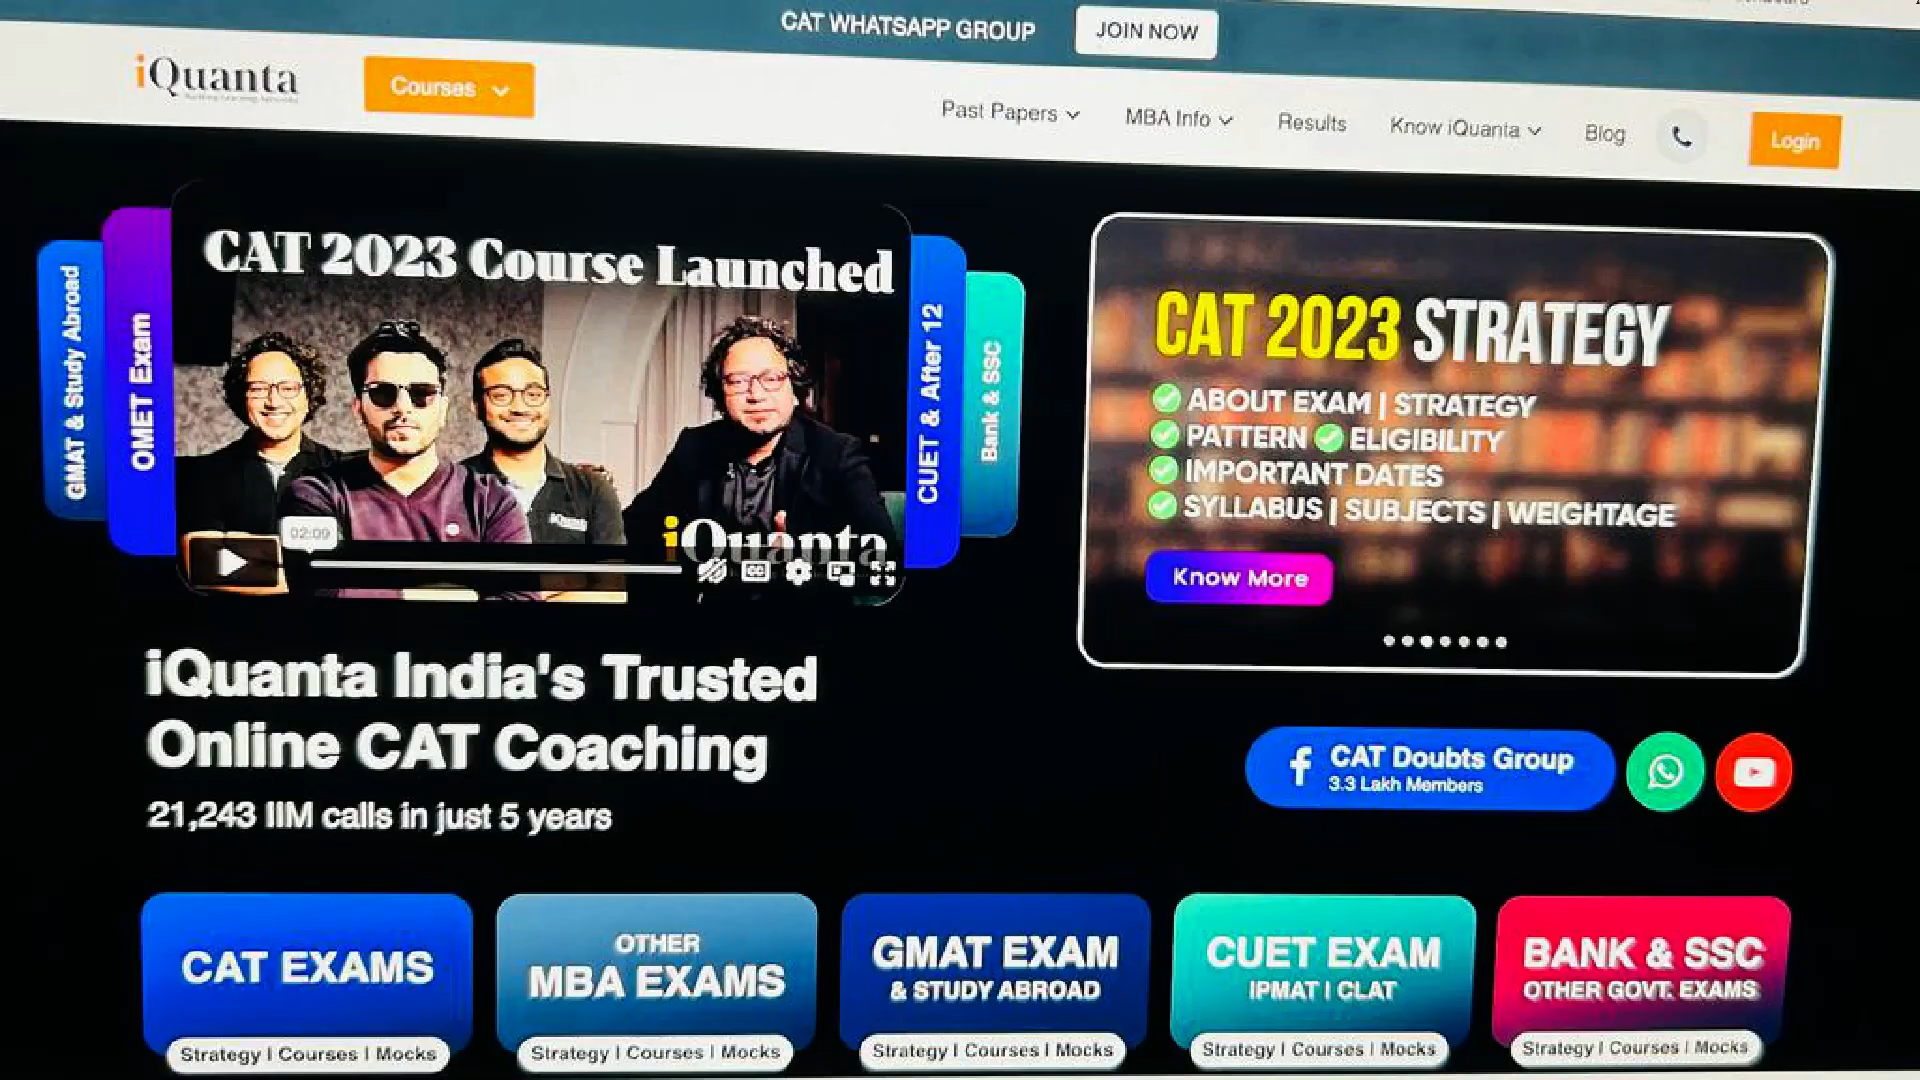 CAT WHATSAPP GROUP JOIN NOW
iQuanta
Courses
Past Papers
MBA Info
Results
Know iQuanta
Blog
Login
GMAT & Study Abroad
OMET Exam
CAT 2023 Course Launched
iQuanta
iQuanta
02:09
CC
CUET & After 12
Bank & SSC
CAT 2023 STRATEGY
ABOUT EXAM | STRATEGY
PATTERN ELIGIBILITY
IMPORTANT DATES
SYLLABUS | SUBJECTS | WEIGHTAGE
Know More
iQuanta India's Trusted
Online CAT Coaching
21,243 IIM calls in just 5 years
CAT Doubts Group
3.3 Lakh Members
CAT EXAMS
Strategy | Courses | Mocks
OTHER
MBA EXAMS
Strategy | Courses | Mocks
GMAT EXAM
& STUDY ABROAD
Strategy | Courses | Mocks
CUET EXAM
IPMAT | CLAT
Strategy | Courses | Mocks
BANK & SSC
OTHER GOVT. EXAMS
Strategy | Courses | Mocks